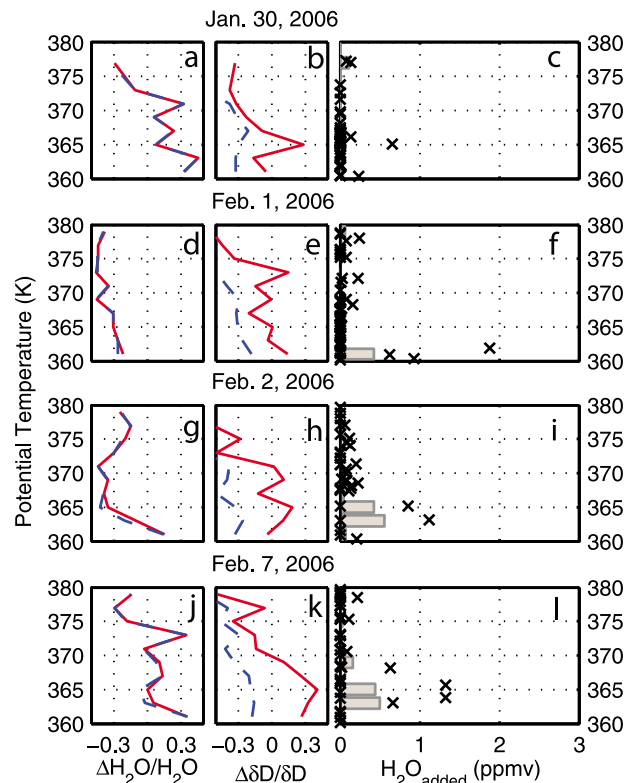 Jan. 30, 2006
380 a b c 380
375 375
370 370
365 365
360 360
Feb. 1, 2006
380 d e f 380
375 375
370 370
365 365
360 360
Feb. 2, 2006
380 g h i 380
375 375
370 370
365 365
360 360
Feb. 7, 2006
380 j k l 380
375 375
370 370
365 365
360 360
Potential Temperature (K)
−0.3 0 0.3 −0.3 0 0.3 0 1 2 3
ΔH₂O/H₂O ΔδD/δD H₂O_added (ppmv)